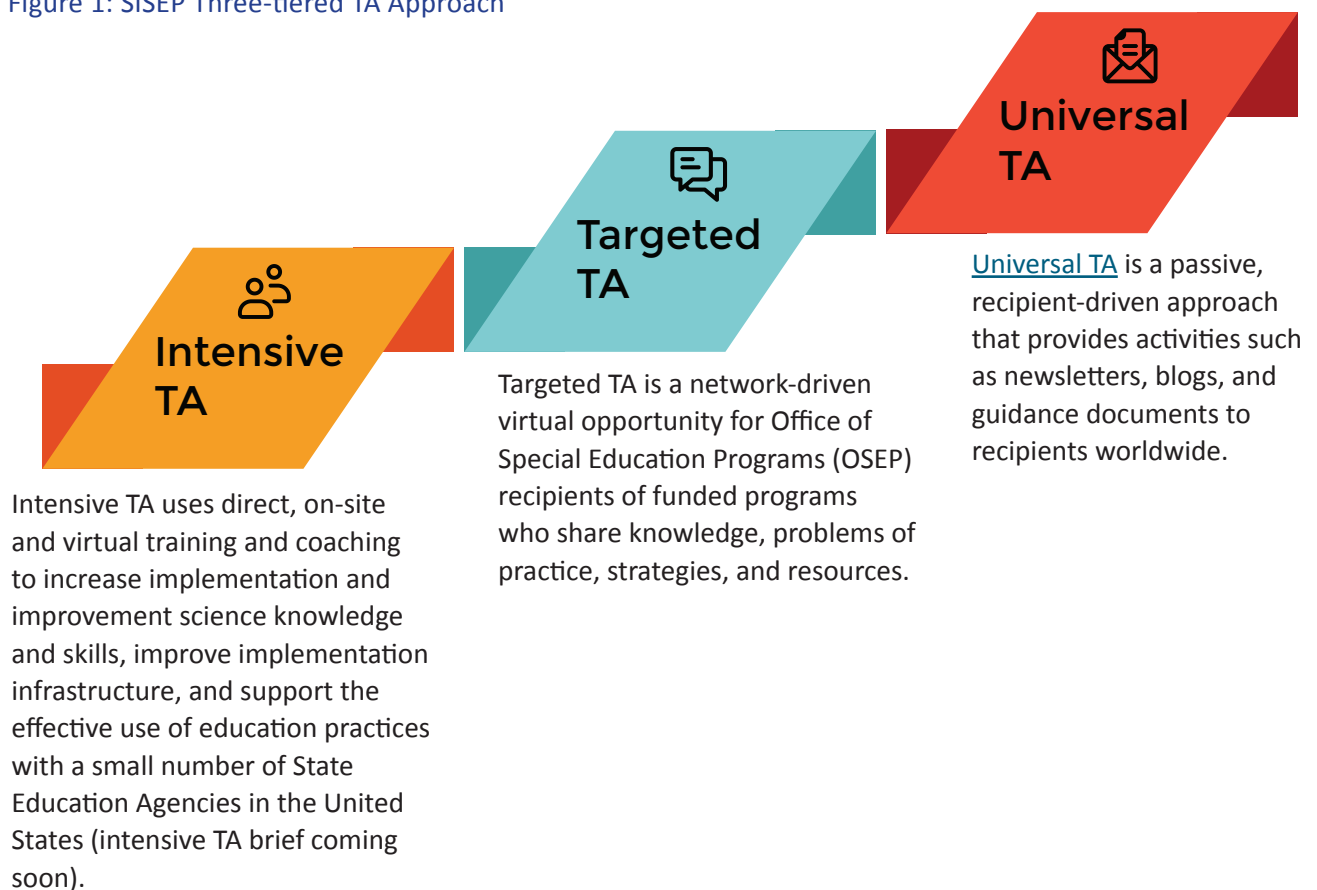 Figure 1: SISEP Three-tiered TA Approach
Intensive
TA
Intensive TA uses direct, on-site
and virtual training and coaching
to increase implementation and
improvement science knowledge
and skills, improve implementation
infrastructure, and support the
effective use of education practices
with a small number of State
Education Agencies in the United
States (intensive TA brief coming
soon).
Targeted
TA
Targeted TA is a network-driven
virtual opportunity for Office of
Special Education Programs (OSEP)
recipients of funded programs
who share knowledge, problems of
practice, strategies, and resources.
Universal
TA
Universal TA is a passive,
recipient-driven approach
that provides activities such
as newsletters, blogs, and
guidance documents to
recipients worldwide.